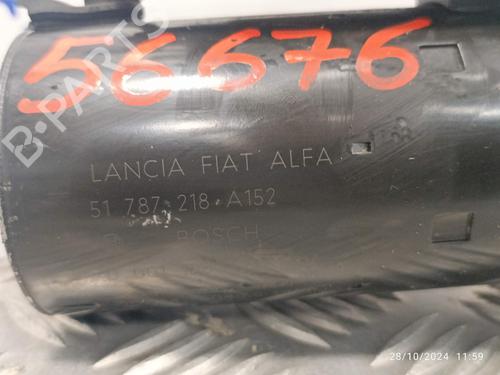 56676
B-PARTS
LANCIA FIAT ALFA
51 787 218 A152
BOSCH
28/10/2024 11:59